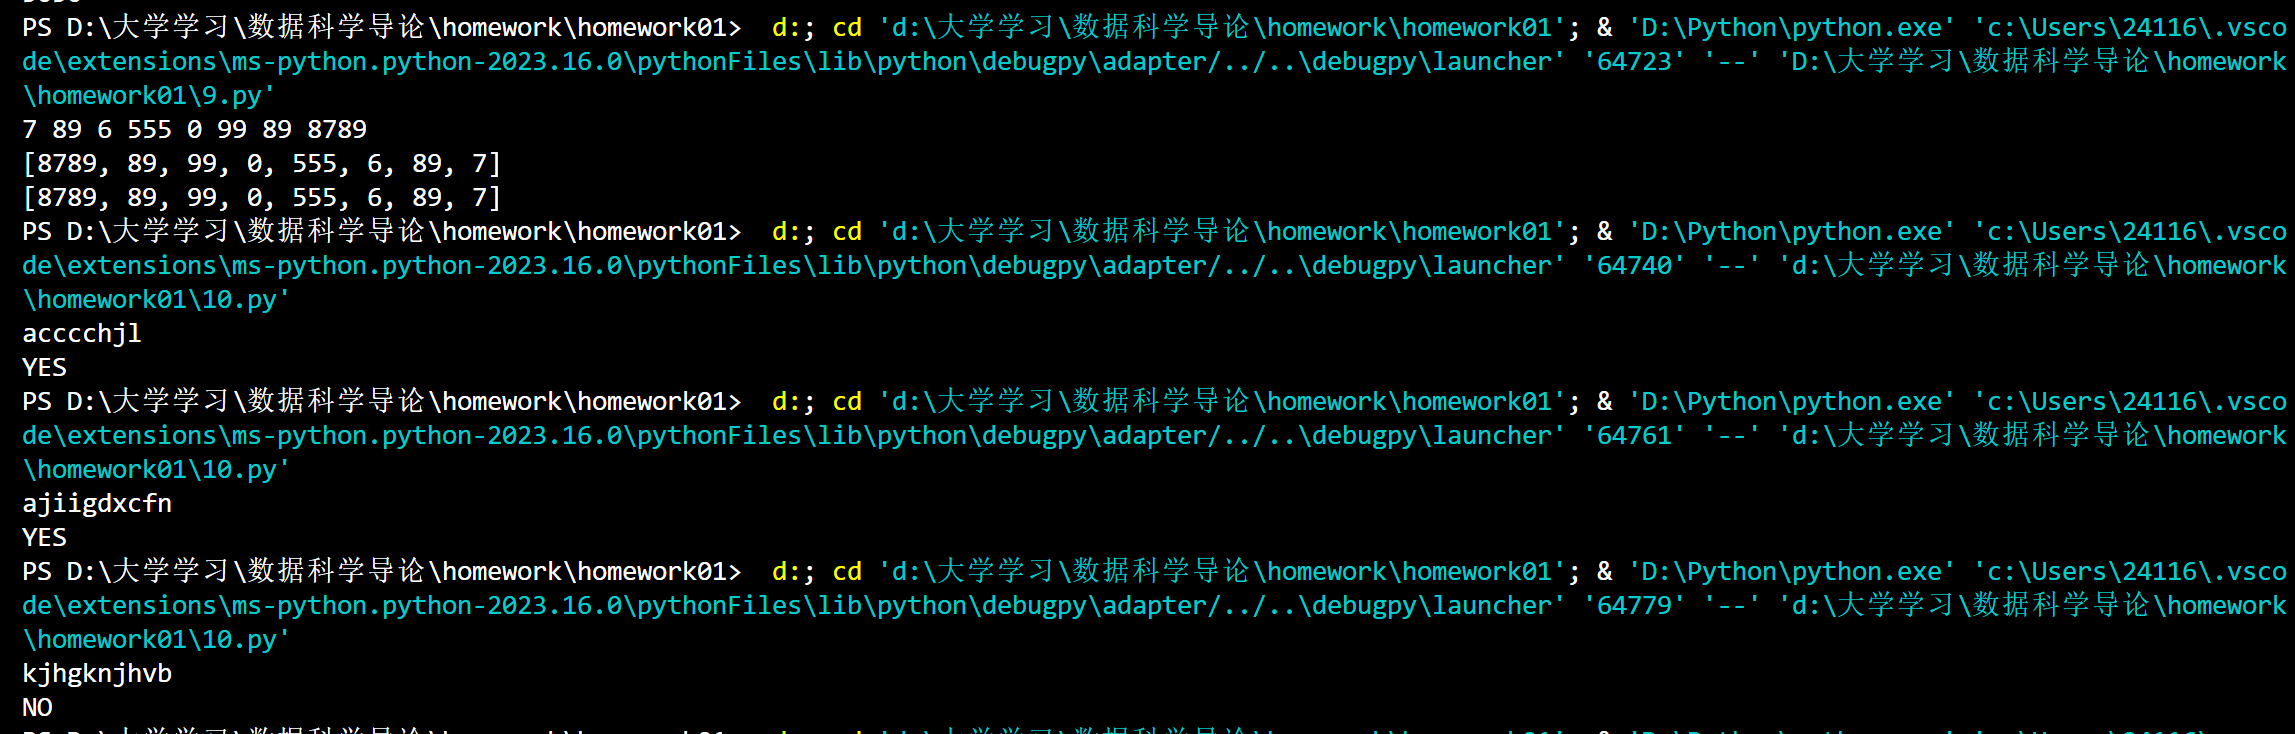 PS D:\大学学习\数据科学导论\homework\homework01>  d:; cd 'd:\大学学习\数据科学导论\homework\homework01'; & 'D:\Python\python.exe' 'c:\Users\24116\.vsco
de\extensions\ms-python.python-2023.16.0\pythonFiles\lib\python\debugpy\adapter/../..\debugpy\launcher' '64723' '--' 'D:\大学学习\数据科学导论\homework
\homework01\9.py'
7 89 6 555 0 99 89 8789
[8789, 89, 99, 0, 555, 6, 89, 7]
[8789, 89, 99, 0, 555, 6, 89, 7]
PS D:\大学学习\数据科学导论\homework\homework01>  d:; cd 'd:\大学学习\数据科学导论\homework\homework01'; & 'D:\Python\python.exe' 'c:\Users\24116\.vsco
de\extensions\ms-python.python-2023.16.0\pythonFiles\lib\python\debugpy\adapter/../..\debugpy\launcher' '64740' '--' 'd:\大学学习\数据科学导论\homework
\homework01\10.py'
acccchjl
YES
PS D:\大学学习\数据科学导论\homework\homework01>  d:; cd 'd:\大学学习\数据科学导论\homework\homework01'; & 'D:\Python\python.exe' 'c:\Users\24116\.vsco
de\extensions\ms-python.python-2023.16.0\pythonFiles\lib\python\debugpy\adapter/../..\debugpy\launcher' '64761' '--' 'd:\大学学习\数据科学导论\homework
\homework01\10.py'
ajiigdxcfn
YES
PS D:\大学学习\数据科学导论\homework\homework01>  d:; cd 'd:\大学学习\数据科学导论\homework\homework01'; & 'D:\Python\python.exe' 'c:\Users\24116\.vsco
de\extensions\ms-python.python-2023.16.0\pythonFiles\lib\python\debugpy\adapter/../..\debugpy\launcher' '64779' '--' 'd:\大学学习\数据科学导论\homework
\homework01\10.py'
kjhgknjhvb
NO